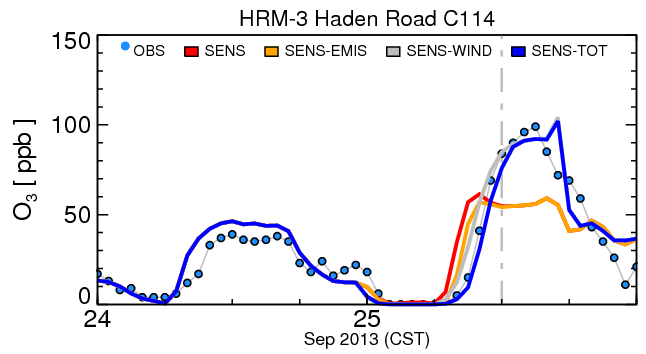 HRM-3 Haden Road C114
150
OBS SENS SENS-EMIS SENS-WIND SENS-TOT
100
O3 [ ppb ]
50
0
24 25
Sep 2013 (CST)